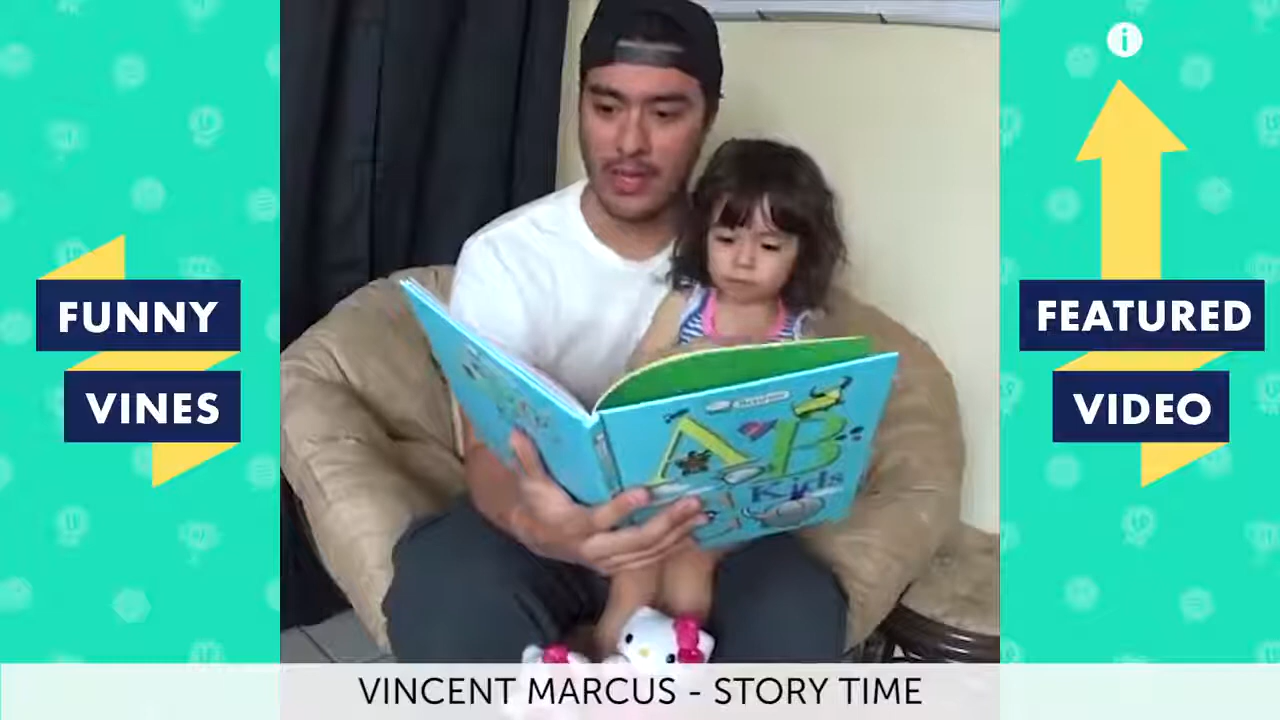 FUNNY
VINES
i
FEATURED
VIDEO
AB
Kids
VINCENT MARCUS - STORY TIME